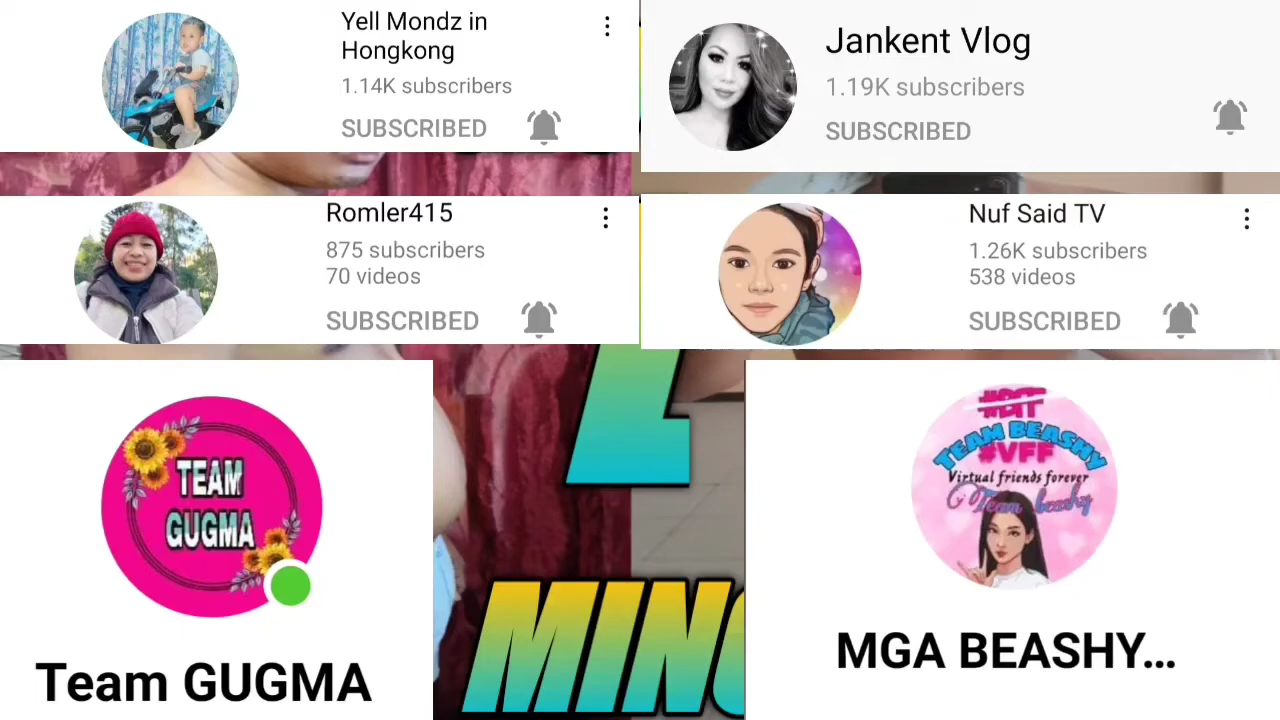 Yell Mondz in
Hongkong
1.14K subscribers
SUBSCRIBED
Jankent Vlog
1.19K subscribers
SUBSCRIBED
Romler415
875 subscribers
70 videos
SUBSCRIBED
Nuf Said TV
1.26K subscribers
538 videos
SUBSCRIBED
TEAM
GUGMA
Team GUGMA
L
MING
#BFF
TEAM BEASHY
#VFF
Virtual friends forever
Team beashy
MGA BEASHY...